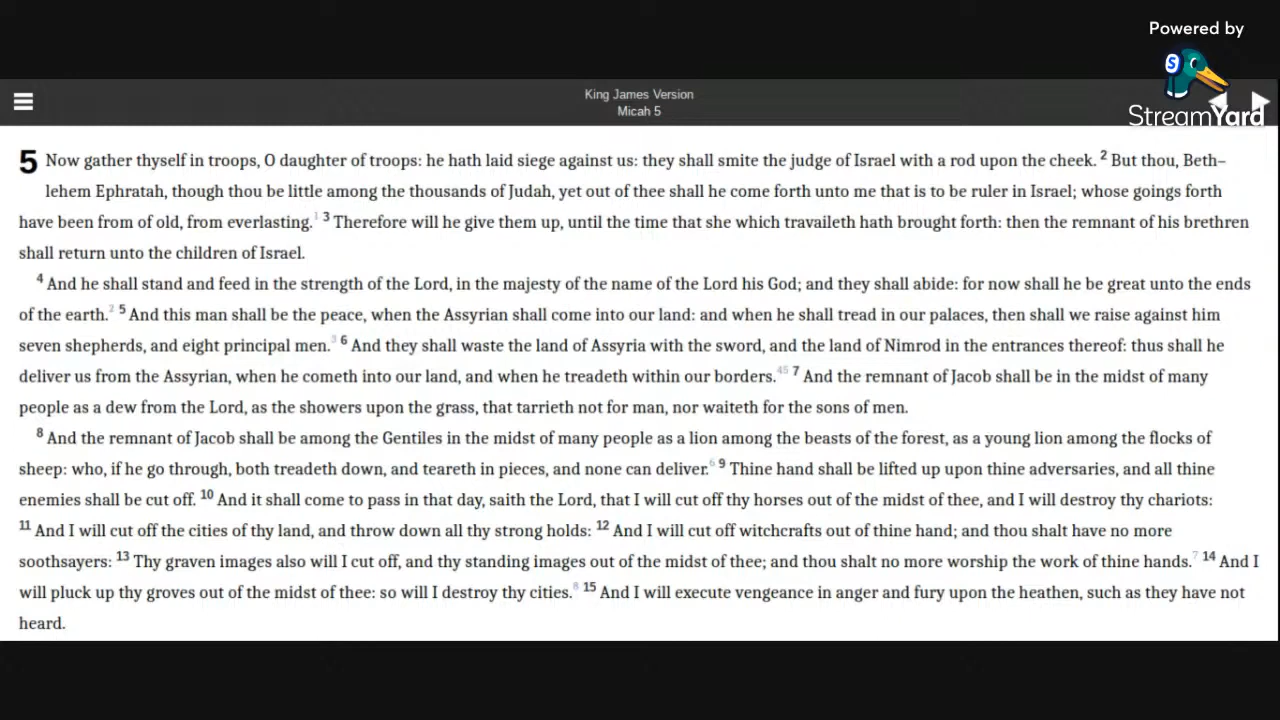 Powered by
StreamYard
King James Version
Micah 5
5 Now gather thyself in troops, O daughter of troops: he hath laid siege against us: they shall smite the judge of Israel with a rod upon the cheek. 2 But thou, Beth–
lehem Ephratah, though thou be little among the thousands of Judah, yet out of thee shall he come forth unto me that is to be ruler in Israel; whose goings forth
have been from of old, from everlasting.1 3 Therefore will he give them up, until the time that she which travaileth hath brought forth: then the remnant of his brethren
shall return unto the children of Israel.
4 And he shall stand and feed in the strength of the Lord, in the majesty of the name of the Lord his God; and they shall abide: for now shall he be great unto the ends
of the earth.2 5 And this man shall be the peace, when the Assyrian shall come into our land: and when he shall tread in our palaces, then shall we raise against him
seven shepherds, and eight principal men.3 6 And they shall waste the land of Assyria with the sword, and the land of Nimrod in the entrances thereof: thus shall he
deliver us from the Assyrian, when he cometh into our land, and when he treadeth within our borders.45 7 And the remnant of Jacob shall be in the midst of many
people as a dew from the Lord, as the showers upon the grass, that tarrieth not for man, nor waiteth for the sons of men.
8 And the remnant of Jacob shall be among the Gentiles in the midst of many people as a lion among the beasts of the forest, as a young lion among the flocks of
sheep: who, if he go through, both treadeth down, and teareth in pieces, and none can deliver.6 9 Thine hand shall be lifted up upon thine adversaries, and all thine
enemies shall be cut off. 10 And it shall come to pass in that day, saith the Lord, that I will cut off thy horses out of the midst of thee, and I will destroy thy chariots:
11 And I will cut off the cities of thy land, and throw down all thy strong holds: 12 And I will cut off witchcrafts out of thine hand; and thou shalt have no more
soothsayers: 13 Thy graven images also will I cut off, and thy standing images out of the midst of thee; and thou shalt no more worship the work of thine hands.7 14 And I
will pluck up thy groves out of the midst of thee: so will I destroy thy cities.8 15 And I will execute vengeance in anger and fury upon the heathen, such as they have not
heard.